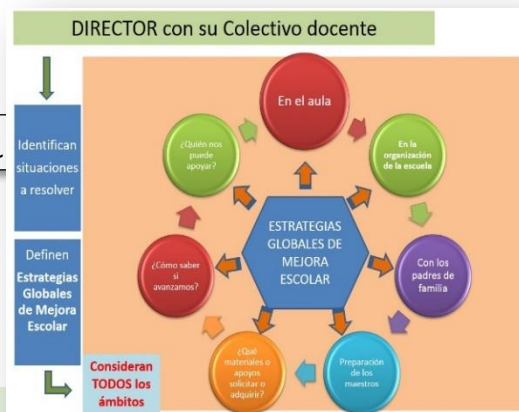 DIRECTOR con su Colectivo docente
Identifican
situaciones
a resolver
Definen
Estrategias
Globales
de Mejora
Escolar
Consideran
TODOS los
ámbitos
ESTRATEGIAS
GLOBALES DE
MEJORA
ESCOLAR
En el aula
En la
organización
de la escuela
Con los
padres de
familia
Preparación
de los
maestros
¿Qué
materiales o
apoyos
solicitar o
adquirir?
¿Cómo saber
si
avanzamos?
¿Quién nos
puede
apoyar?